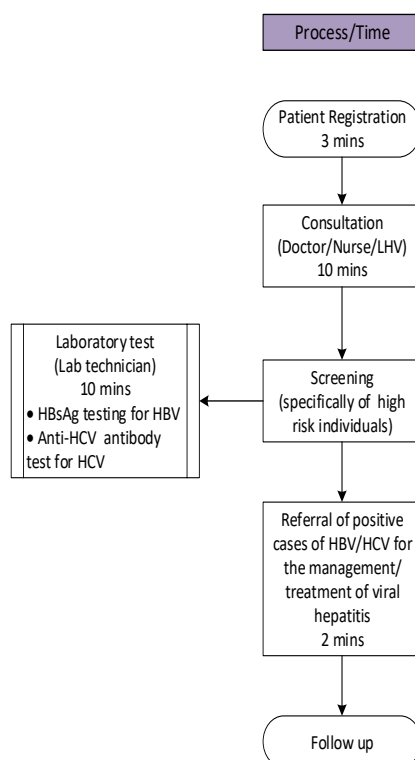 Process/Time
Patient Registration
3 mins
Consultation
(Doctor/Nurse/LHV)
10 mins
Laboratory test
(Lab technician)
10 mins
• HBsAg testing for HBV
• Anti-HCV antibody
test for HCV
Screening
(specifically of high
risk individuals)
Referral of positive
cases of HBV/HCV for
the management/
treatment of viral
hepatitis
2 mins
Follow up